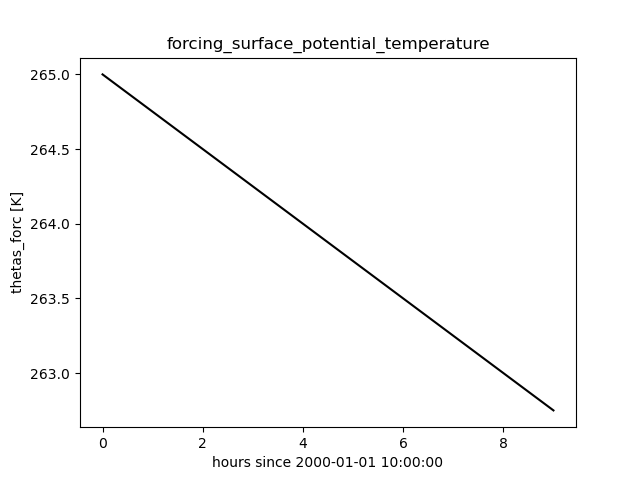 forcing_surface_potential_temperature
265.0
264.5
264.0
263.5
263.0
thetas_forc [K]
0 2 4 6 8
hours since 2000-01-01 10:00:00